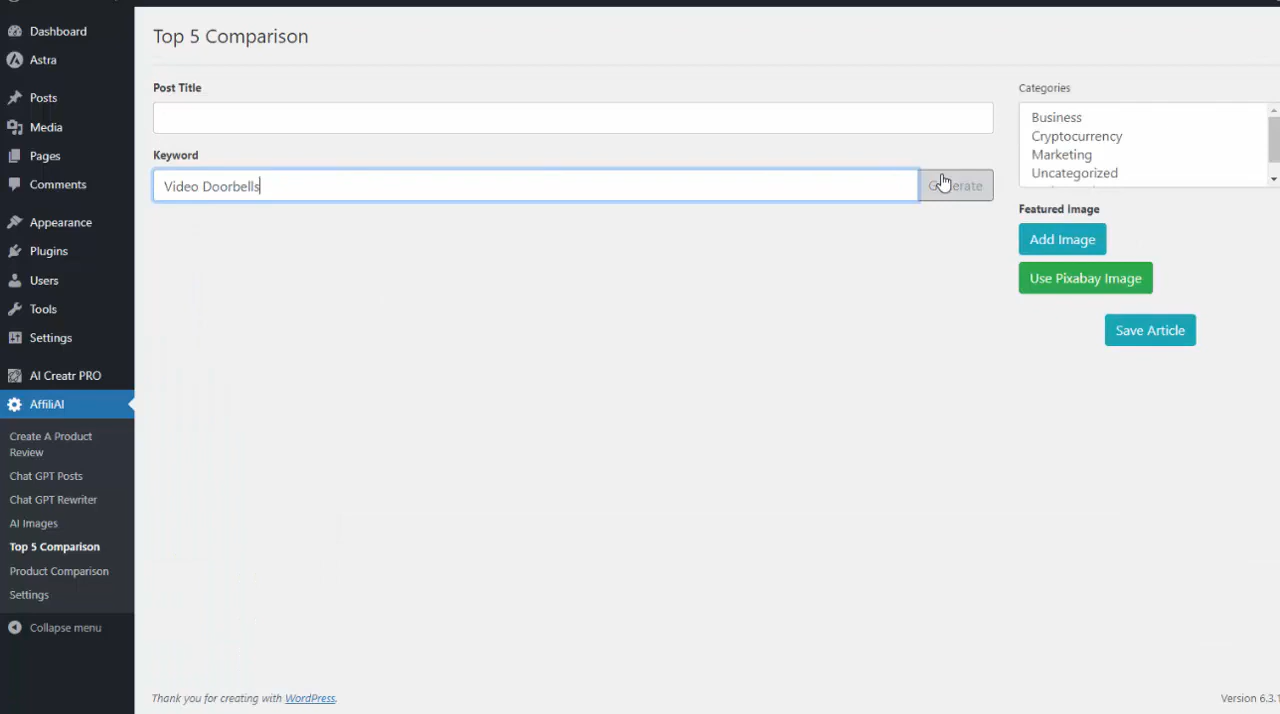 Dashboard
Astra
Posts
Media
Pages
Comments
Appearance
Plugins
Users
Tools
Settings
AI Creatr PRO
AffiliAI
Create A Product
Review
Chat GPT Posts
Chat GPT Rewriter
AI Images
Top 5 Comparison
Product Comparison
Settings
Collapse menu
Top 5 Comparison
Post Title
Keyword
Video Doorbells
Categories
Business
Cryptocurrency
Marketing
Uncategorized
Featured Image
Add Image
Use Pixabay Image
Save Article
Thank you for creating with WordPress.
Version 6.3.1